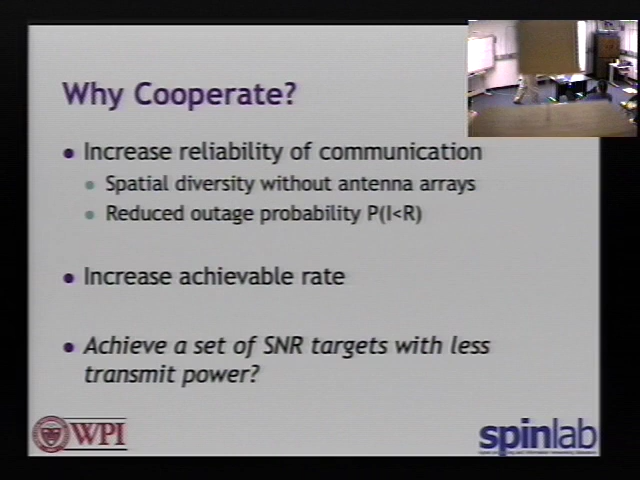 Why Cooperate?
Increase reliability of communication
Spatial diversity without antenna arrays
Reduced outage probability P(I<R)
Increase achievable rate
Achieve a set of SNR targets with less
transmit power?
WPI
spinlab